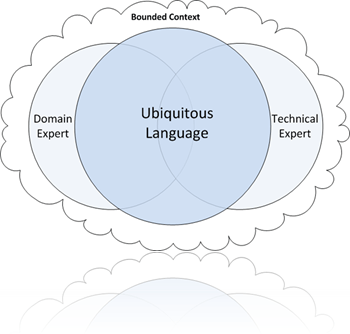 Bounded Context
Domain
Expert
Ubiquitous
Language
Technical
Expert